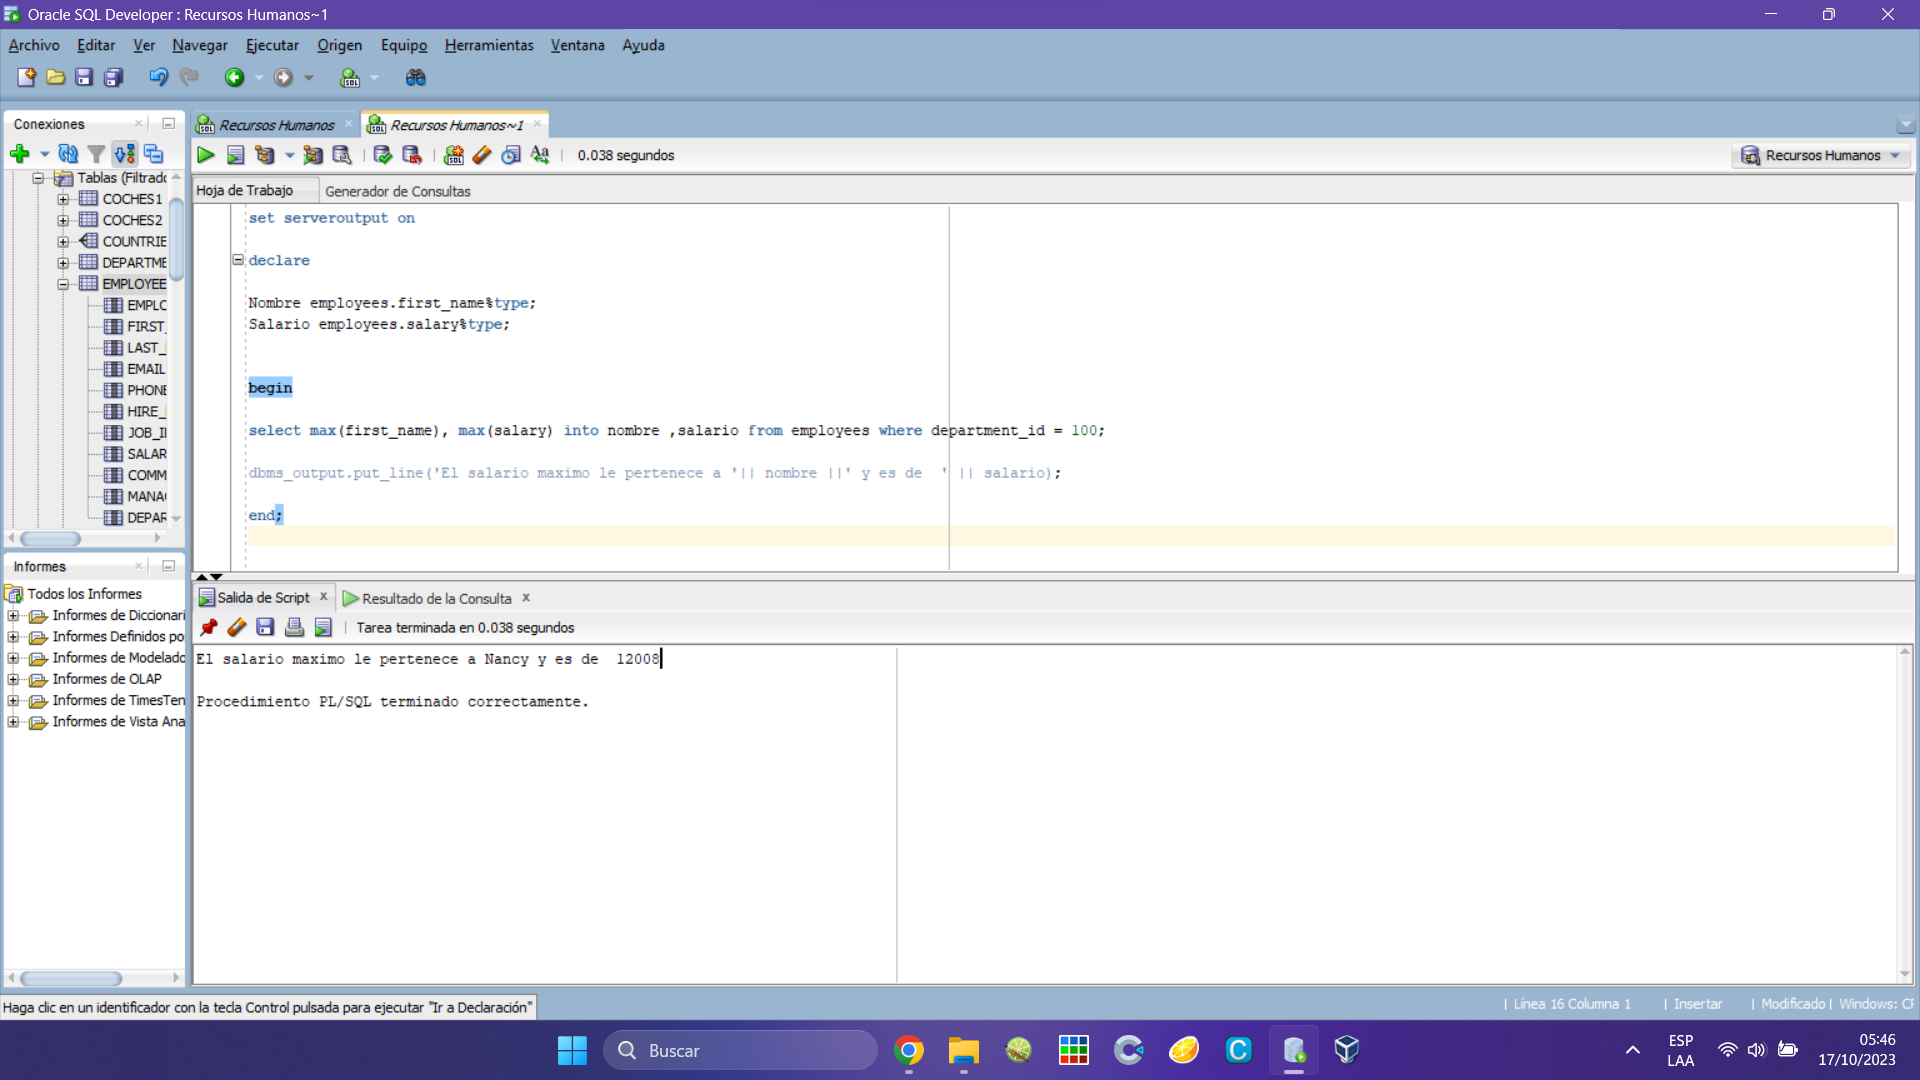 Oracle SQL Developer : Recursos Humanos~1
Archivo Editar Ver Navegar Ejecutar Origen Equipo Herramientas Ventana Ayuda
Conexiones
Recursos Humanos
Recursos Humanos~1
0.038 segundos
Recursos Humanos
Hoja de Trabajo
Generador de Consultas
Tablas (Filtrado
COCHES1
COCHES2
COUNTRIE
DEPARTME
EMPLOYEE
EMPLO
FIRST_
LAST_
EMAIL
PHONE
HIRE_
JOB_I
SALAR
COMM
MANA
DEPAR
set serveroutput on
declare
Nombre employees.first_name%type;
Salario employees.salary%type;
begin
select max(first_name), max(salary) into nombre ,salario from employees where department_id = 100;
dbms_output.put_line('El salario maximo le pertenece a '|| nombre ||' y es de  ' || salario);
end;
Informes
Todos los Informes
Informes de Diccionari
Informes Definidos po
Informes de Modelado
Informes de OLAP
Informes de TimesTen
Informes de Vista Ana
Salida de Script
Resultado de la Consulta
Tarea terminada en 0.038 segundos
El salario maximo le pertenece a Nancy y es de  12008
Procedimiento PL/SQL terminado correctamente.
Haga clic en un identificador con la tecla Control pulsada para ejecutar "Ir a Declaración"
Línea 16 Columna 1
Insertar
Modificado
Windows: CR
Buscar
ESP
LAA
05:46
17/10/2023